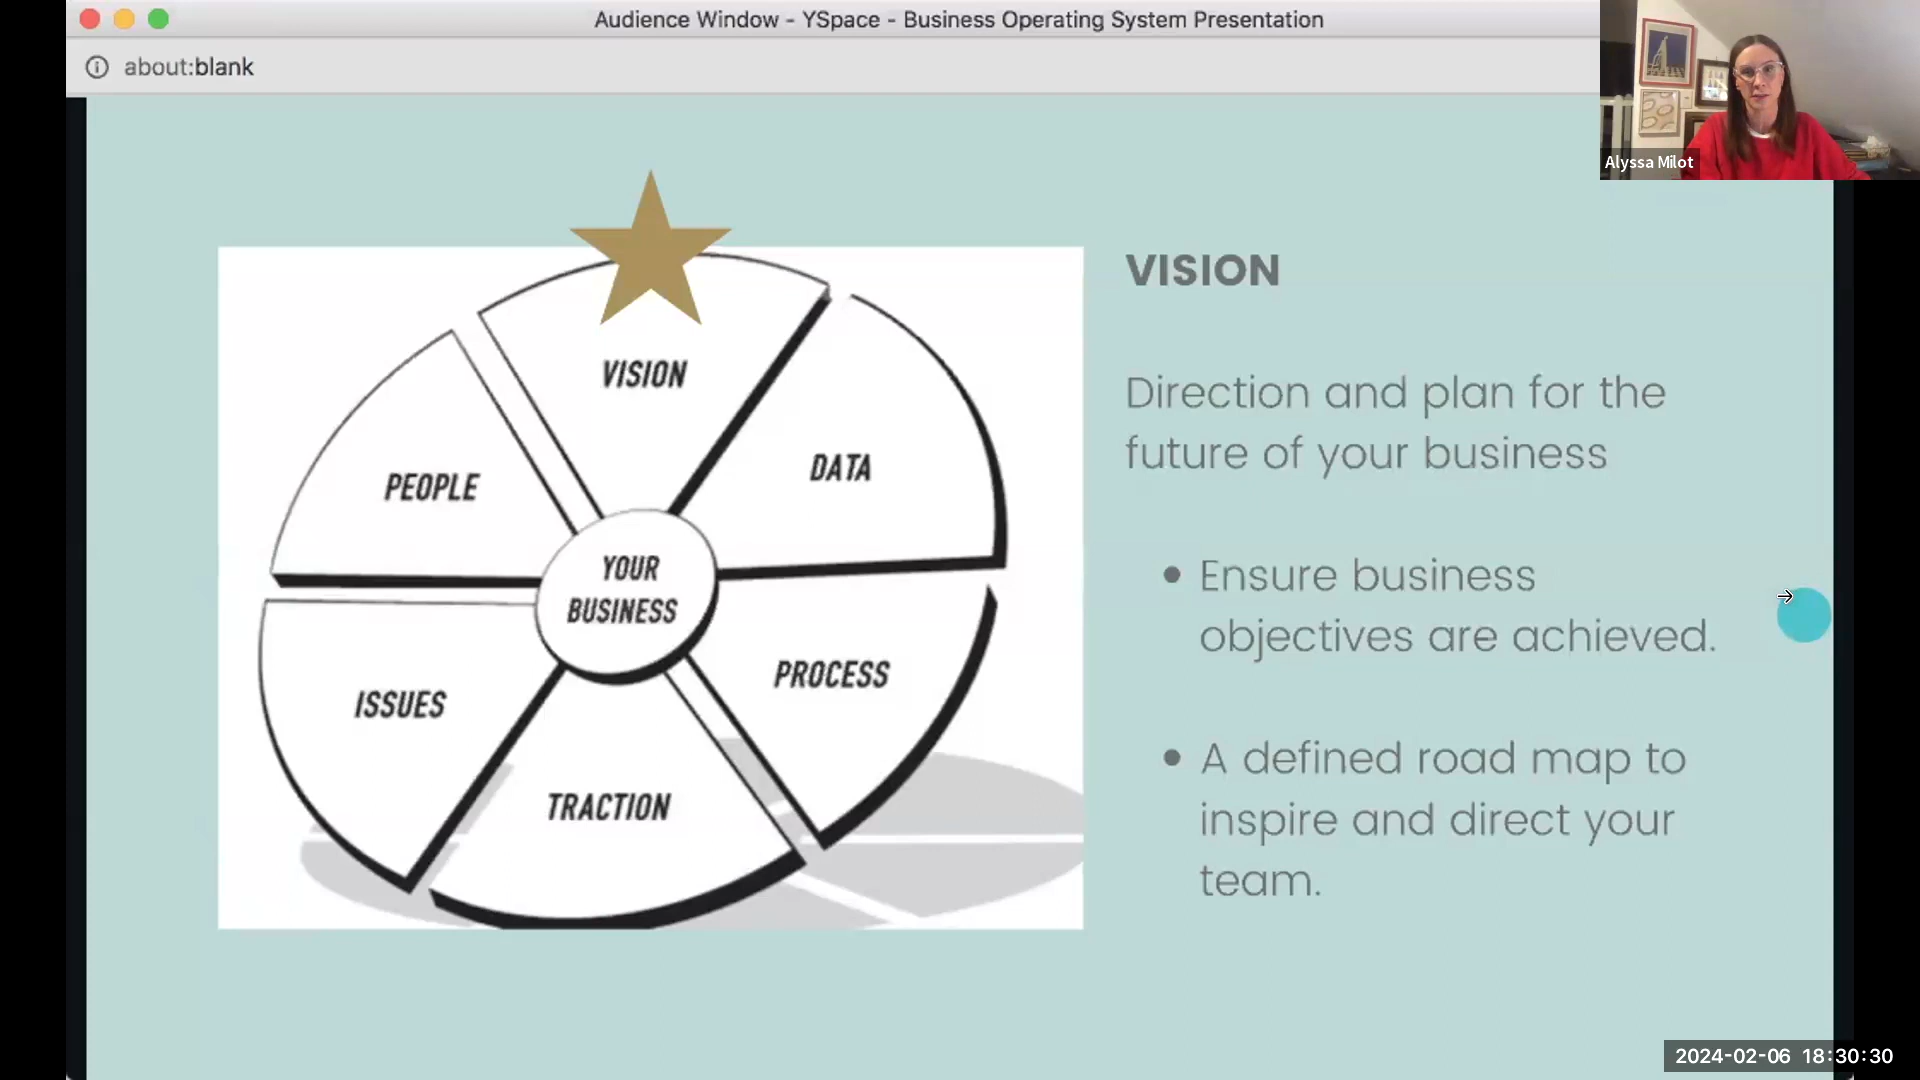 Audience Window - YSpace - Business Operating System Presentation
about:blank
Alyssa Milot
VISION
DATA
PEOPLE
YOUR
BUSINESS
PROCESS
ISSUES
TRACTION
VISION
Direction and plan for the
future of your business
• Ensure business
objectives are achieved.
• A defined road map to
inspire and direct your
team.
2024-02-06 18:30:30